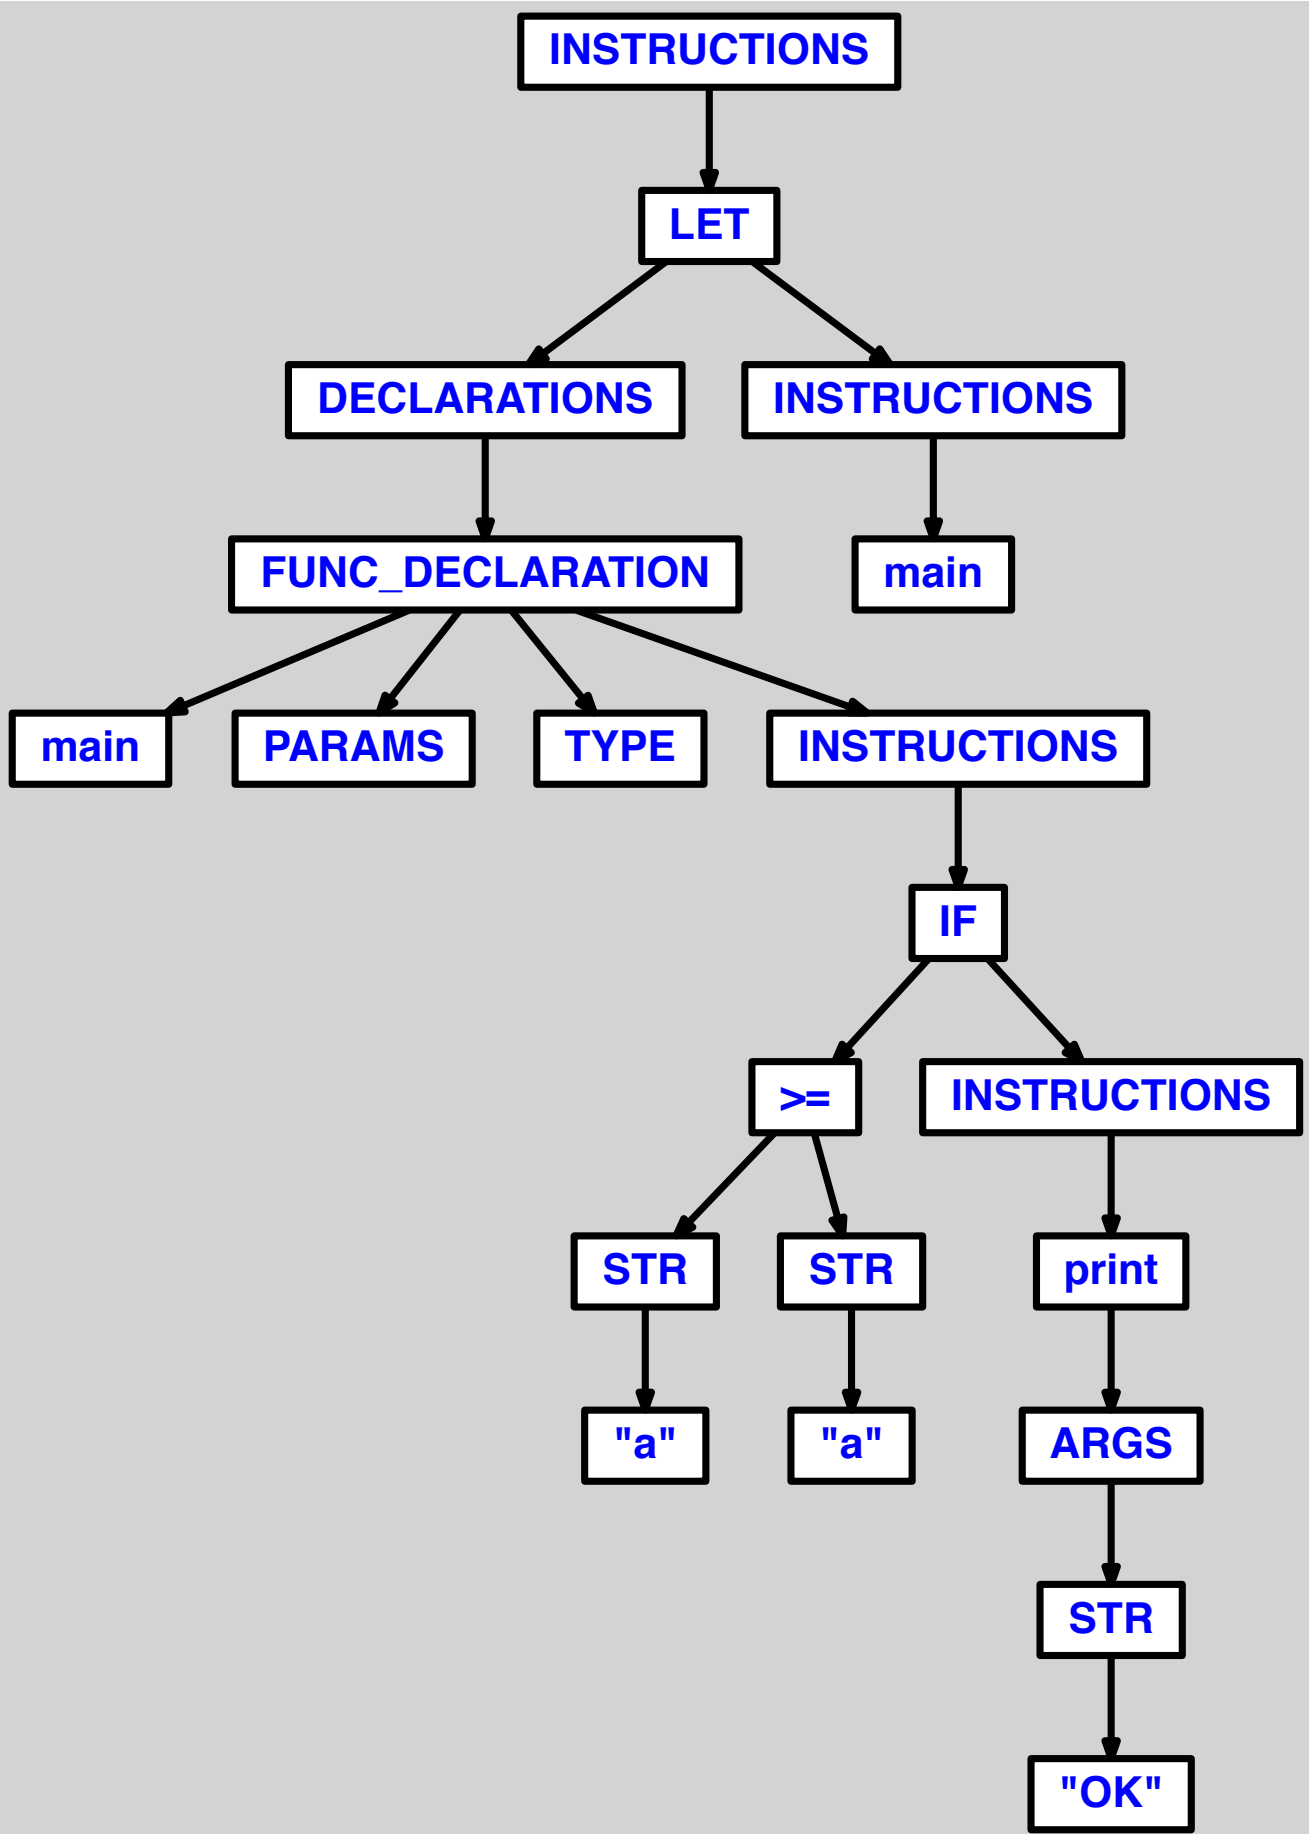 INSTRUCTIONS
LET
DECLARATIONS
INSTRUCTIONS
FUNC_DECLARATION
main
main
PARAMS
TYPE
INSTRUCTIONS
IF
>=
INSTRUCTIONS
STR
STR
print
"a"
"a"
ARGS
STR
"OK"